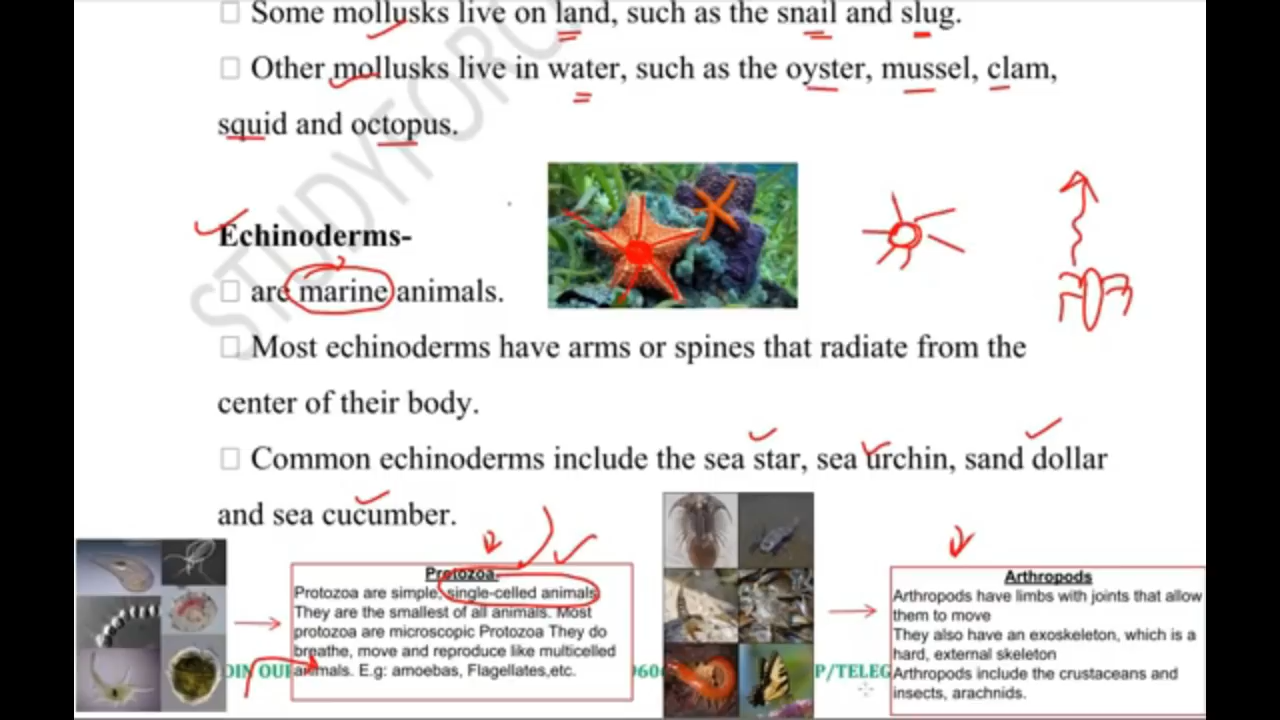 □ Some mollusks live on land, such as the snail and slug.
□ Other mollusks live in water, such as the oyster, mussel, clam,
squid and octopus.
Echinoderms-
□ are marine animals.
□ Most echinoderms have arms or spines that radiate from the
center of their body.
□ Common echinoderms include the sea star, sea urchin, sand dollar
and sea cucumber.
Protozoa
Protozoa are simple, single-celled animals
They are the smallest of all animals. Most
protozoa are microscopic Protozoa They do
breathe, move and reproduce like multicelled
animals. E.g: amoebas, Flagellates,etc.
Arthropods
Arthropods have limbs with joints that allow
them to move
They also have an exoskeleton, which is a
hard, external skeleton
Arthropods include the crustaceans and
insects, arachnids.
OIN OUR
P/TELEG
STUDYFORC